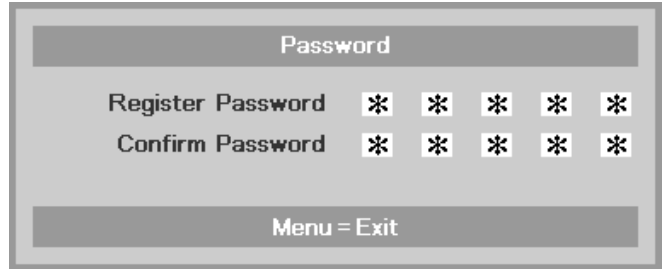 Password
Register Password * * * * *
Confirm Password * * * * *
Menu = Exit